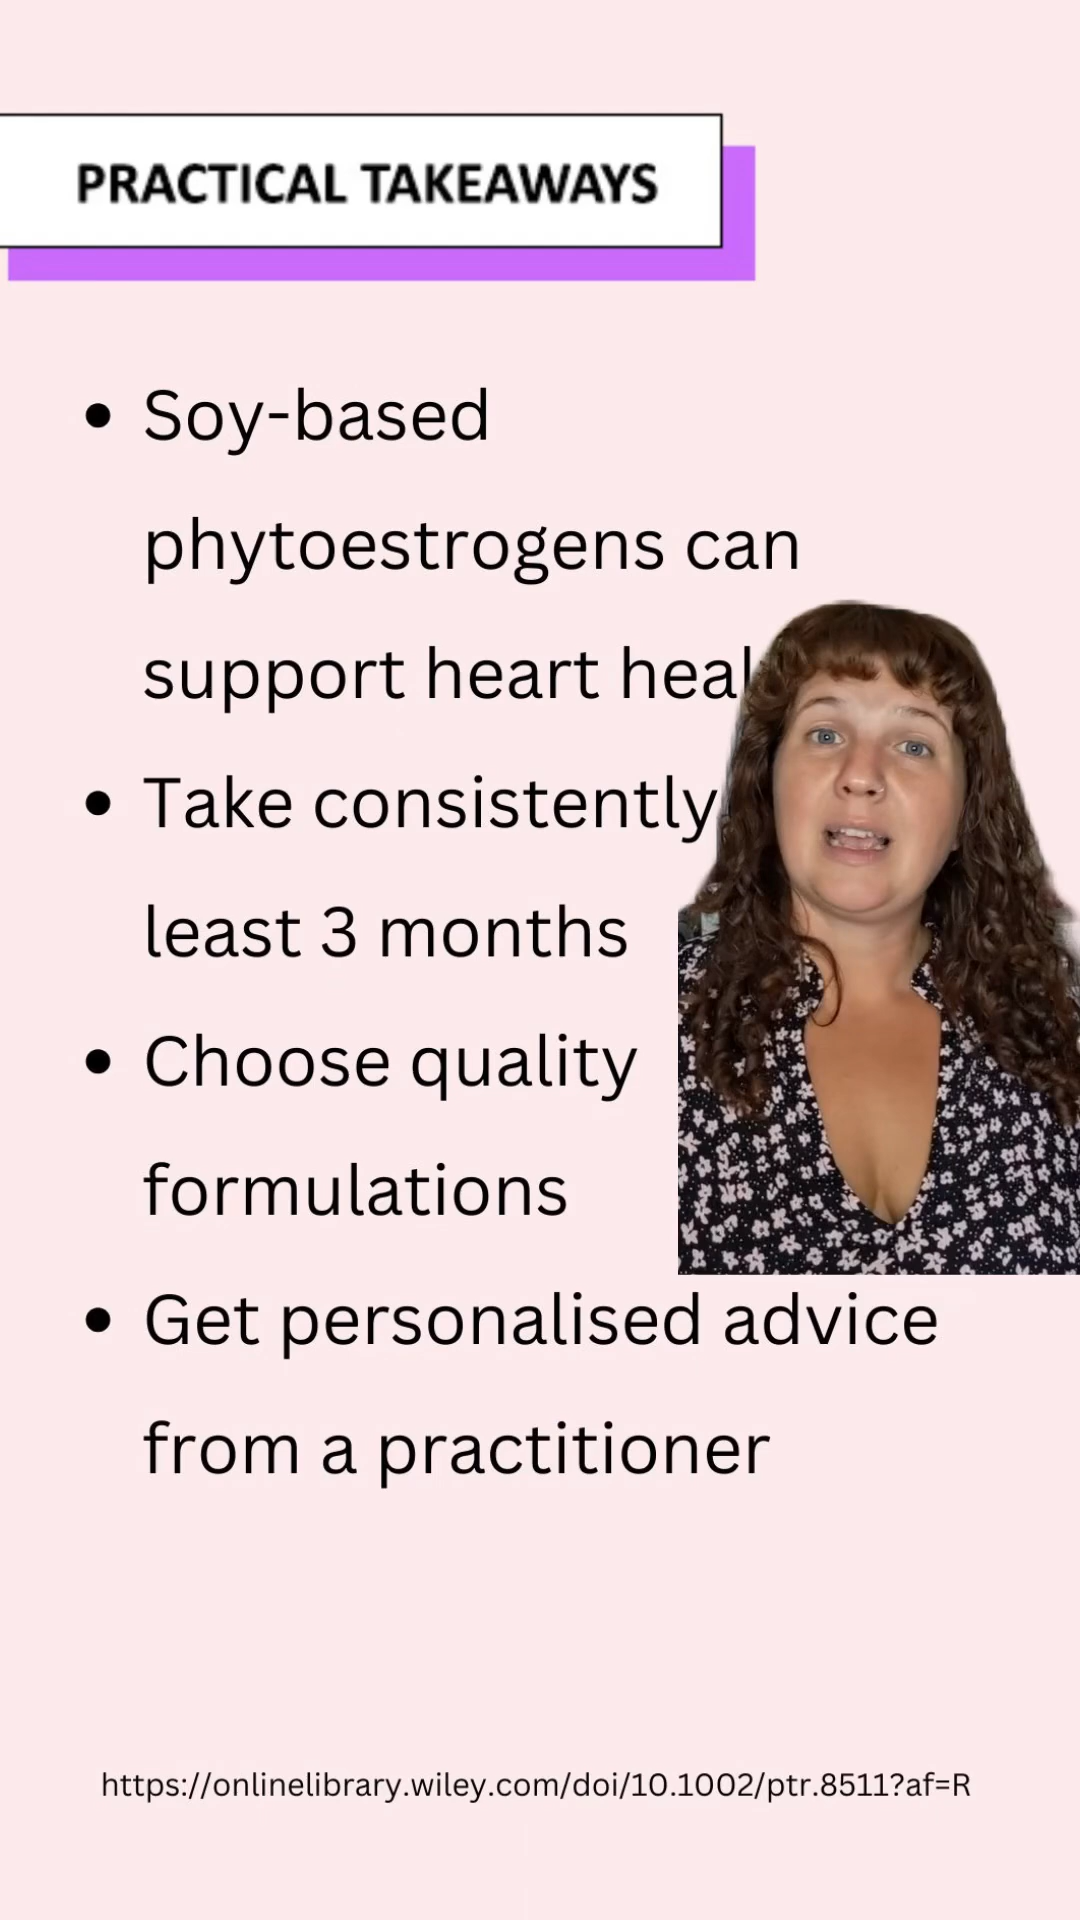 PRACTICAL TAKEAWAYS
• Soy-based
phytoestrogens can
support heart heal
• Take consistently
least 3 months
• Choose quality
formulations
• Get personalised advice
from a practitioner
https://onlinelibrary.wiley.com/doi/10.1002/ptr.8511?af=R